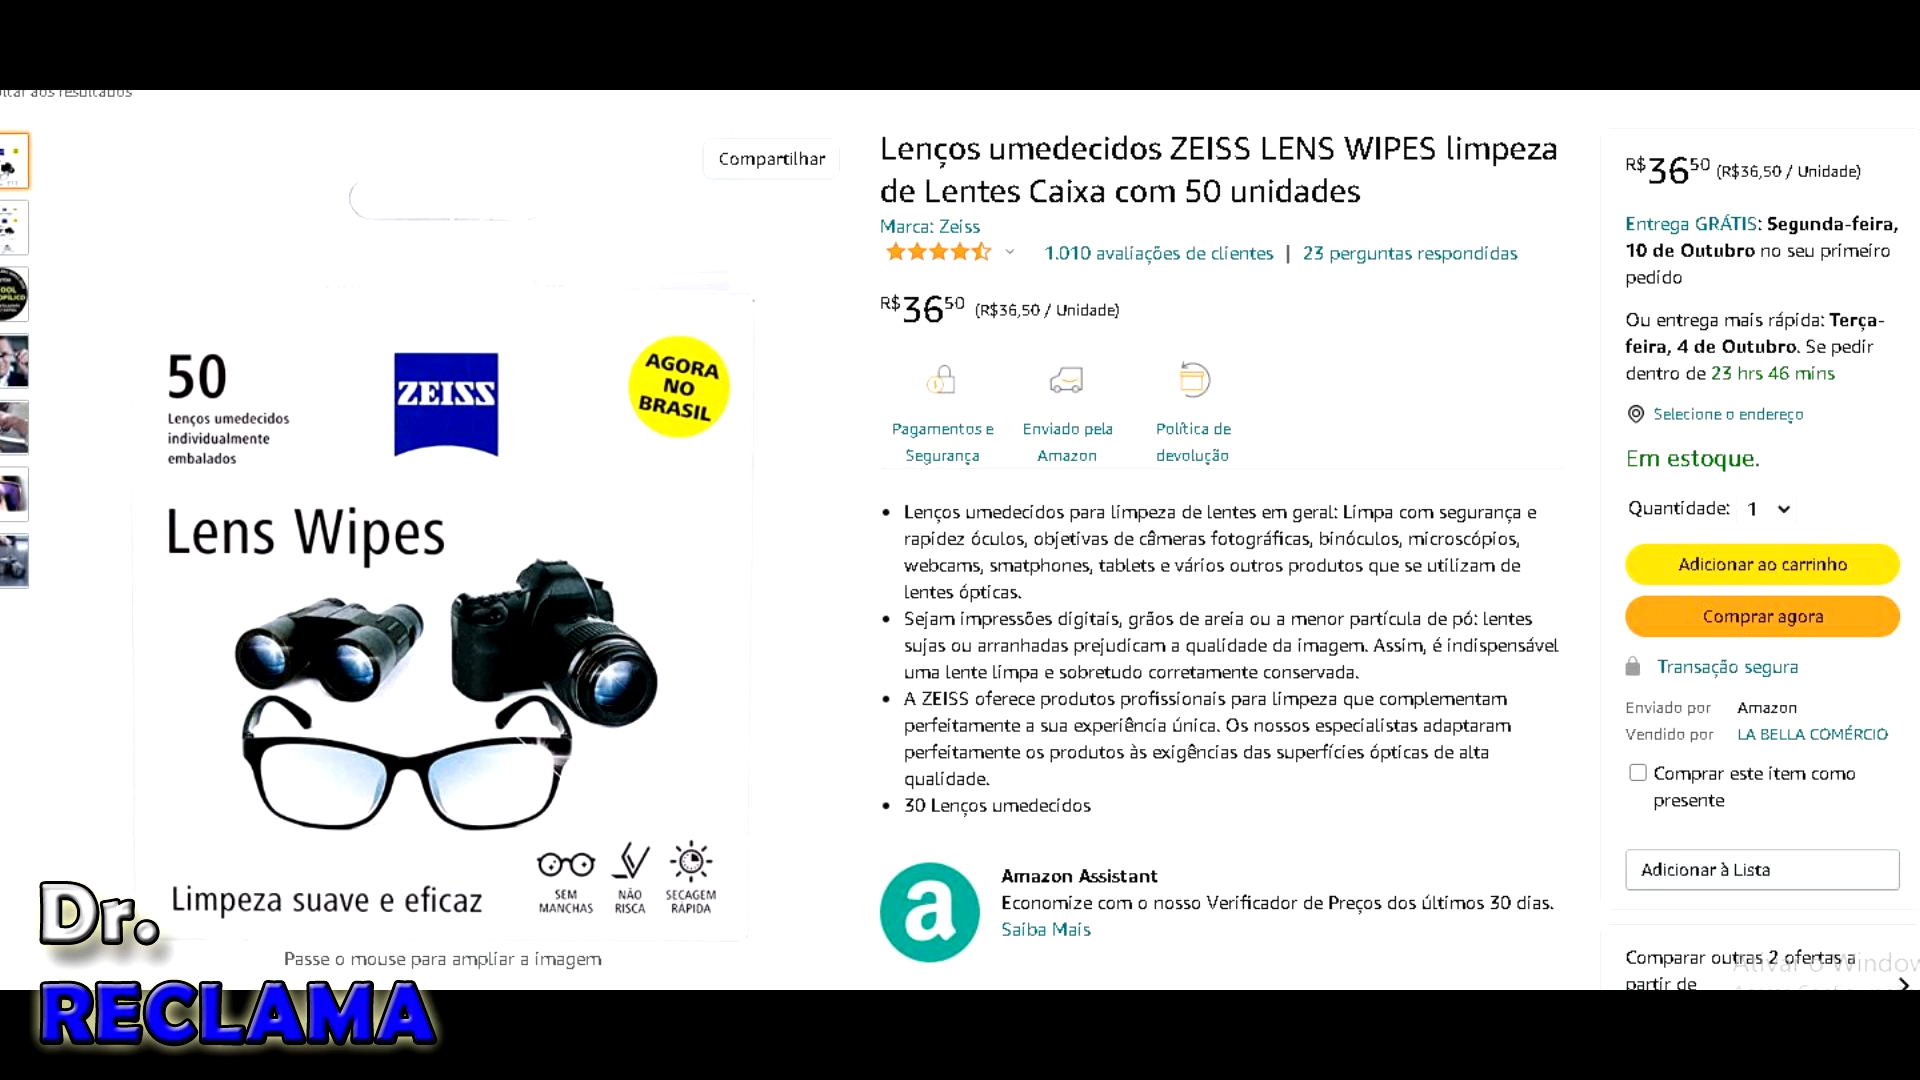 Compartilhar
50
Lenços umedecidos
individualmente
embalados
ZEISS
AGORA
NO
BRASIL
Lens Wipes
Limpeza suave e eficaz
SEM
MANCHAS
NÃO
RISCA
SECAGEM
RÁPIDA
Passe o mouse para ampliar a imagem
Dr.
RECLAMA
Lenços umedecidos ZEISS LENS WIPES limpeza
de Lentes Caixa com 50 unidades
Marca: Zeiss
1.010 avaliações de clientes | 23 perguntas respondidas
R$3650 (R$36,50 / Unidade)
Pagamentos e
Segurança
Enviado pela
Amazon
Política de
devolução
• Lenços umedecidos para limpeza de lentes em geral: Limpa com segurança e
rapidez óculos, objetivas de câmeras fotográficas, binóculos, microscópios,
webcams, smatphones, tablets e vários outros produtos que se utilizam de
lentes ópticas.
• Sejam impressões digitais, grãos de areia ou a menor partícula de pó: lentes
sujas ou arranhadas prejudicam a qualidade da imagem. Assim, é indispensável
uma lente limpa e sobretudo corretamente conservada.
• A ZEISS oferece produtos profissionais para limpeza que complementam
perfeitamente a sua experiência única. Os nossos especialistas adaptaram
perfeitamente os produtos às exigências das superfícies ópticas de alta
qualidade.
• 30 Lenços umedecidos
a
Amazon Assistant
Economize com o nosso Verificador de Preços dos últimos 30 dias.
Saiba Mais
R$3650 (R$36,50 / Unidade)
Entrega GRÁTIS: Segunda-feira,
10 de Outubro no seu primeiro
pedido
Ou entrega mais rápida: Terça-
feira, 4 de Outubro. Se pedir
dentro de 23 hrs 46 mins
Selecione o endereço
Em estoque.
Quantidade: 1
Adicionar ao carrinho
Comprar agora
Transação segura
Enviado por Amazon
Vendido por LA BELLA COMÉRCIO
Comprar este item como
presente
Adicionar à Lista
Comparar outras 2 ofertas a
partir de
Ativar o Window